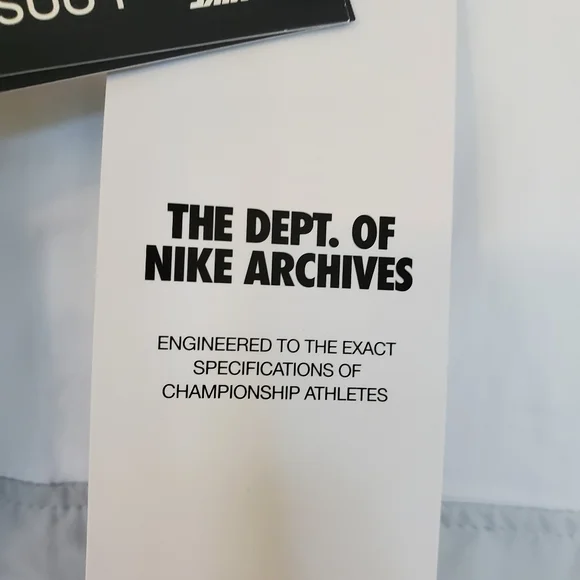 THE DEPT. OF
NIKE ARCHIVES
ENGINEERED TO THE EXACT
SPECIFICATIONS OF
CHAMPIONSHIP ATHLETES